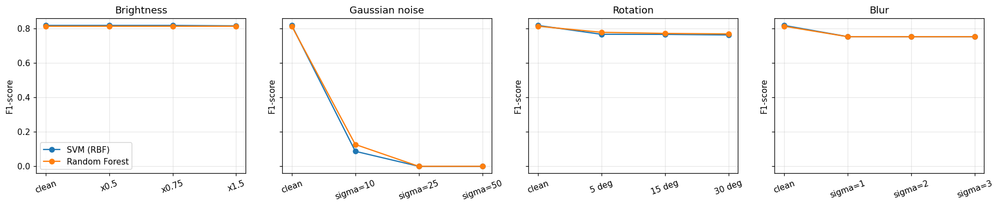 Brightness
Gaussian noise
Rotation
Blur
F1-score
0.8
0.6
0.4
0.2
0.0
SVM (RBF)
Random Forest
clean
x0.5
x0.75
x1.5
F1-score
clean
sigma=10
sigma=25
sigma=50
F1-score
clean
5 deg
15 deg
30 deg
F1-score
clean
sigma=1
sigma=2
sigma=3